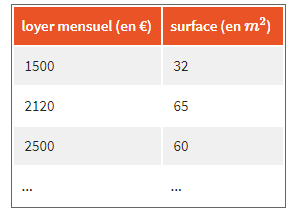 loyer mensuel (en €) surface (en m²)
1500 32
2120 65
2500 60
... ...